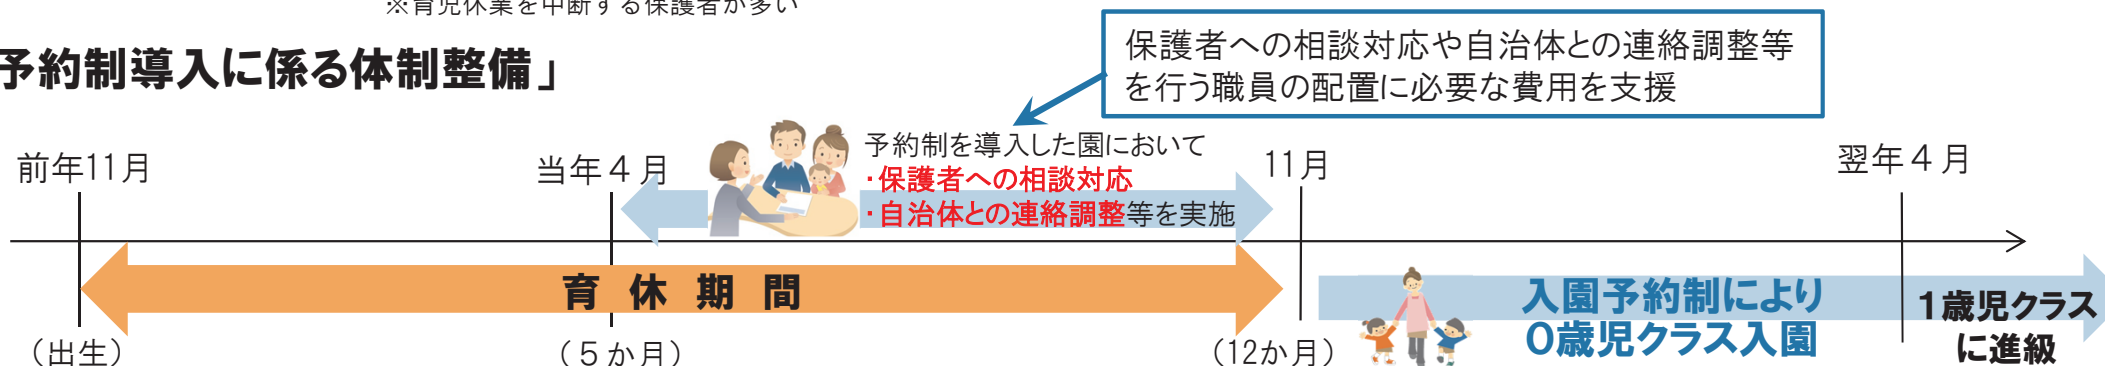 ※育児休業を中断する保護者が多い
予約制導入に係る体制整備」
保護者への相談対応や自治体との連絡調整等
を行う職員の配置に必要な費用を支援
前年11月
当年４月
予約制を導入した園において
・保護者への相談対応
・自治体との連絡調整等を実施
11月
翌年４月
育休期間
入園予約制により
０歳児クラス入園
１歳児クラス
に進級
（出生）
（５か月）
（12か月）